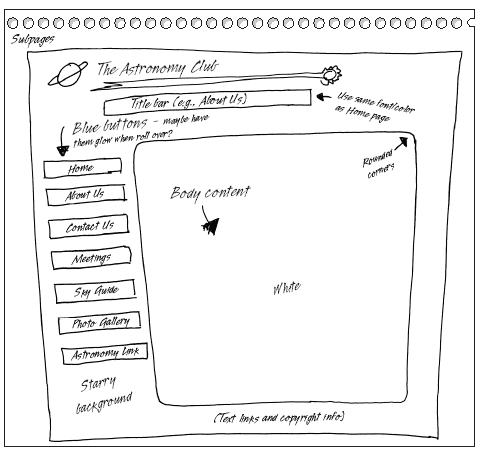 Subpages
The Astronomy Club
Title bar (e.g., About Us)
Use same font/color
as Home page
Blue buttons - maybe have
them glow when roll over?
Rounded
corners
Home
About Us
Contact Us
Meetings
Sky Guide
Photo Gallery
Astronomy Link
Body content
White
Starry
background
(Text links and copyright info)